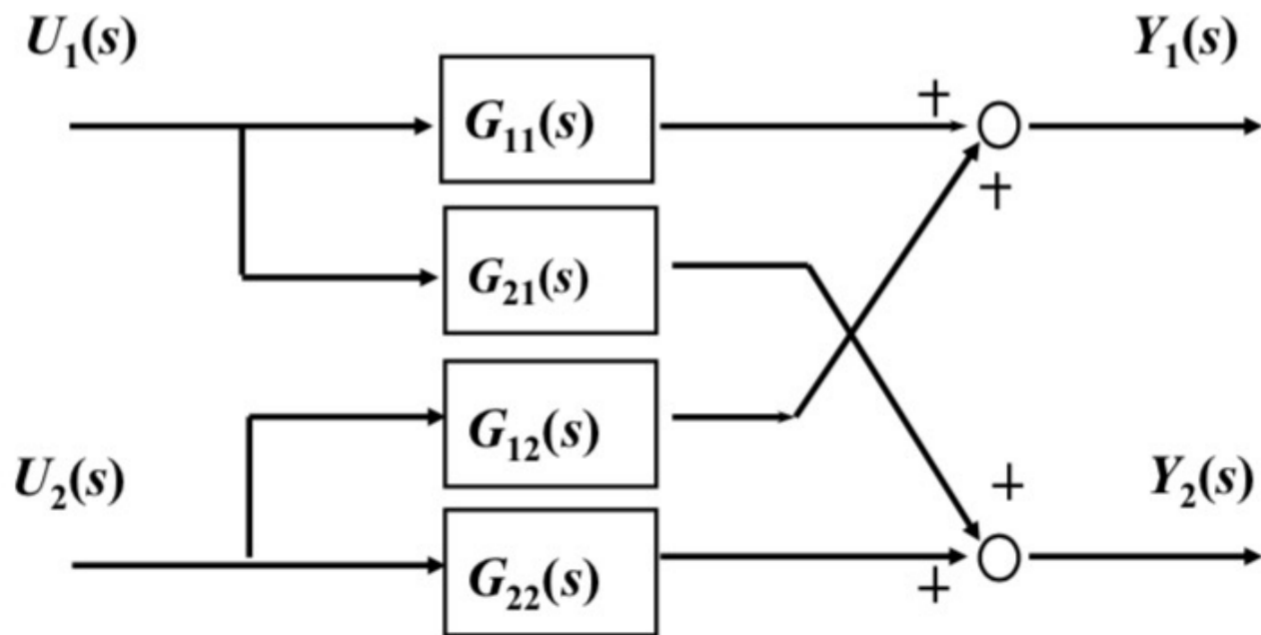 U₁(s)
Y₁(s)
G₁₁(s)
+
+
G₂₁(s)
G₁₂(s)
U₂(s)
+
Y₂(s)
G₂₂(s)
+